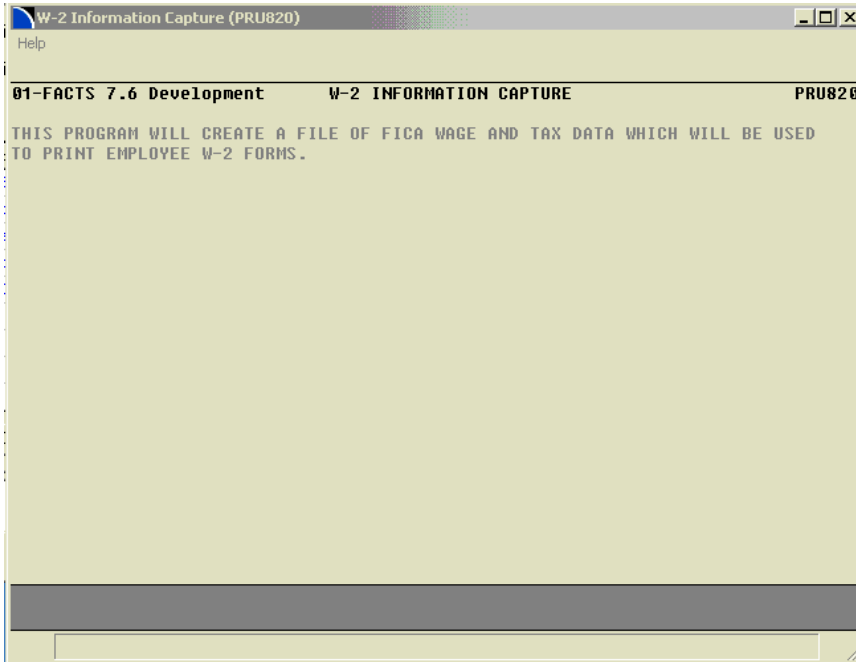 W-2 Information Capture (PRU820)
Help
01-FACTS 7.6 Development W-2 INFORMATION CAPTURE PRU820
THIS PROGRAM WILL CREATE A FILE OF FICA WAGE AND TAX DATA WHICH WILL BE USED
TO PRINT EMPLOYEE W-2 FORMS.